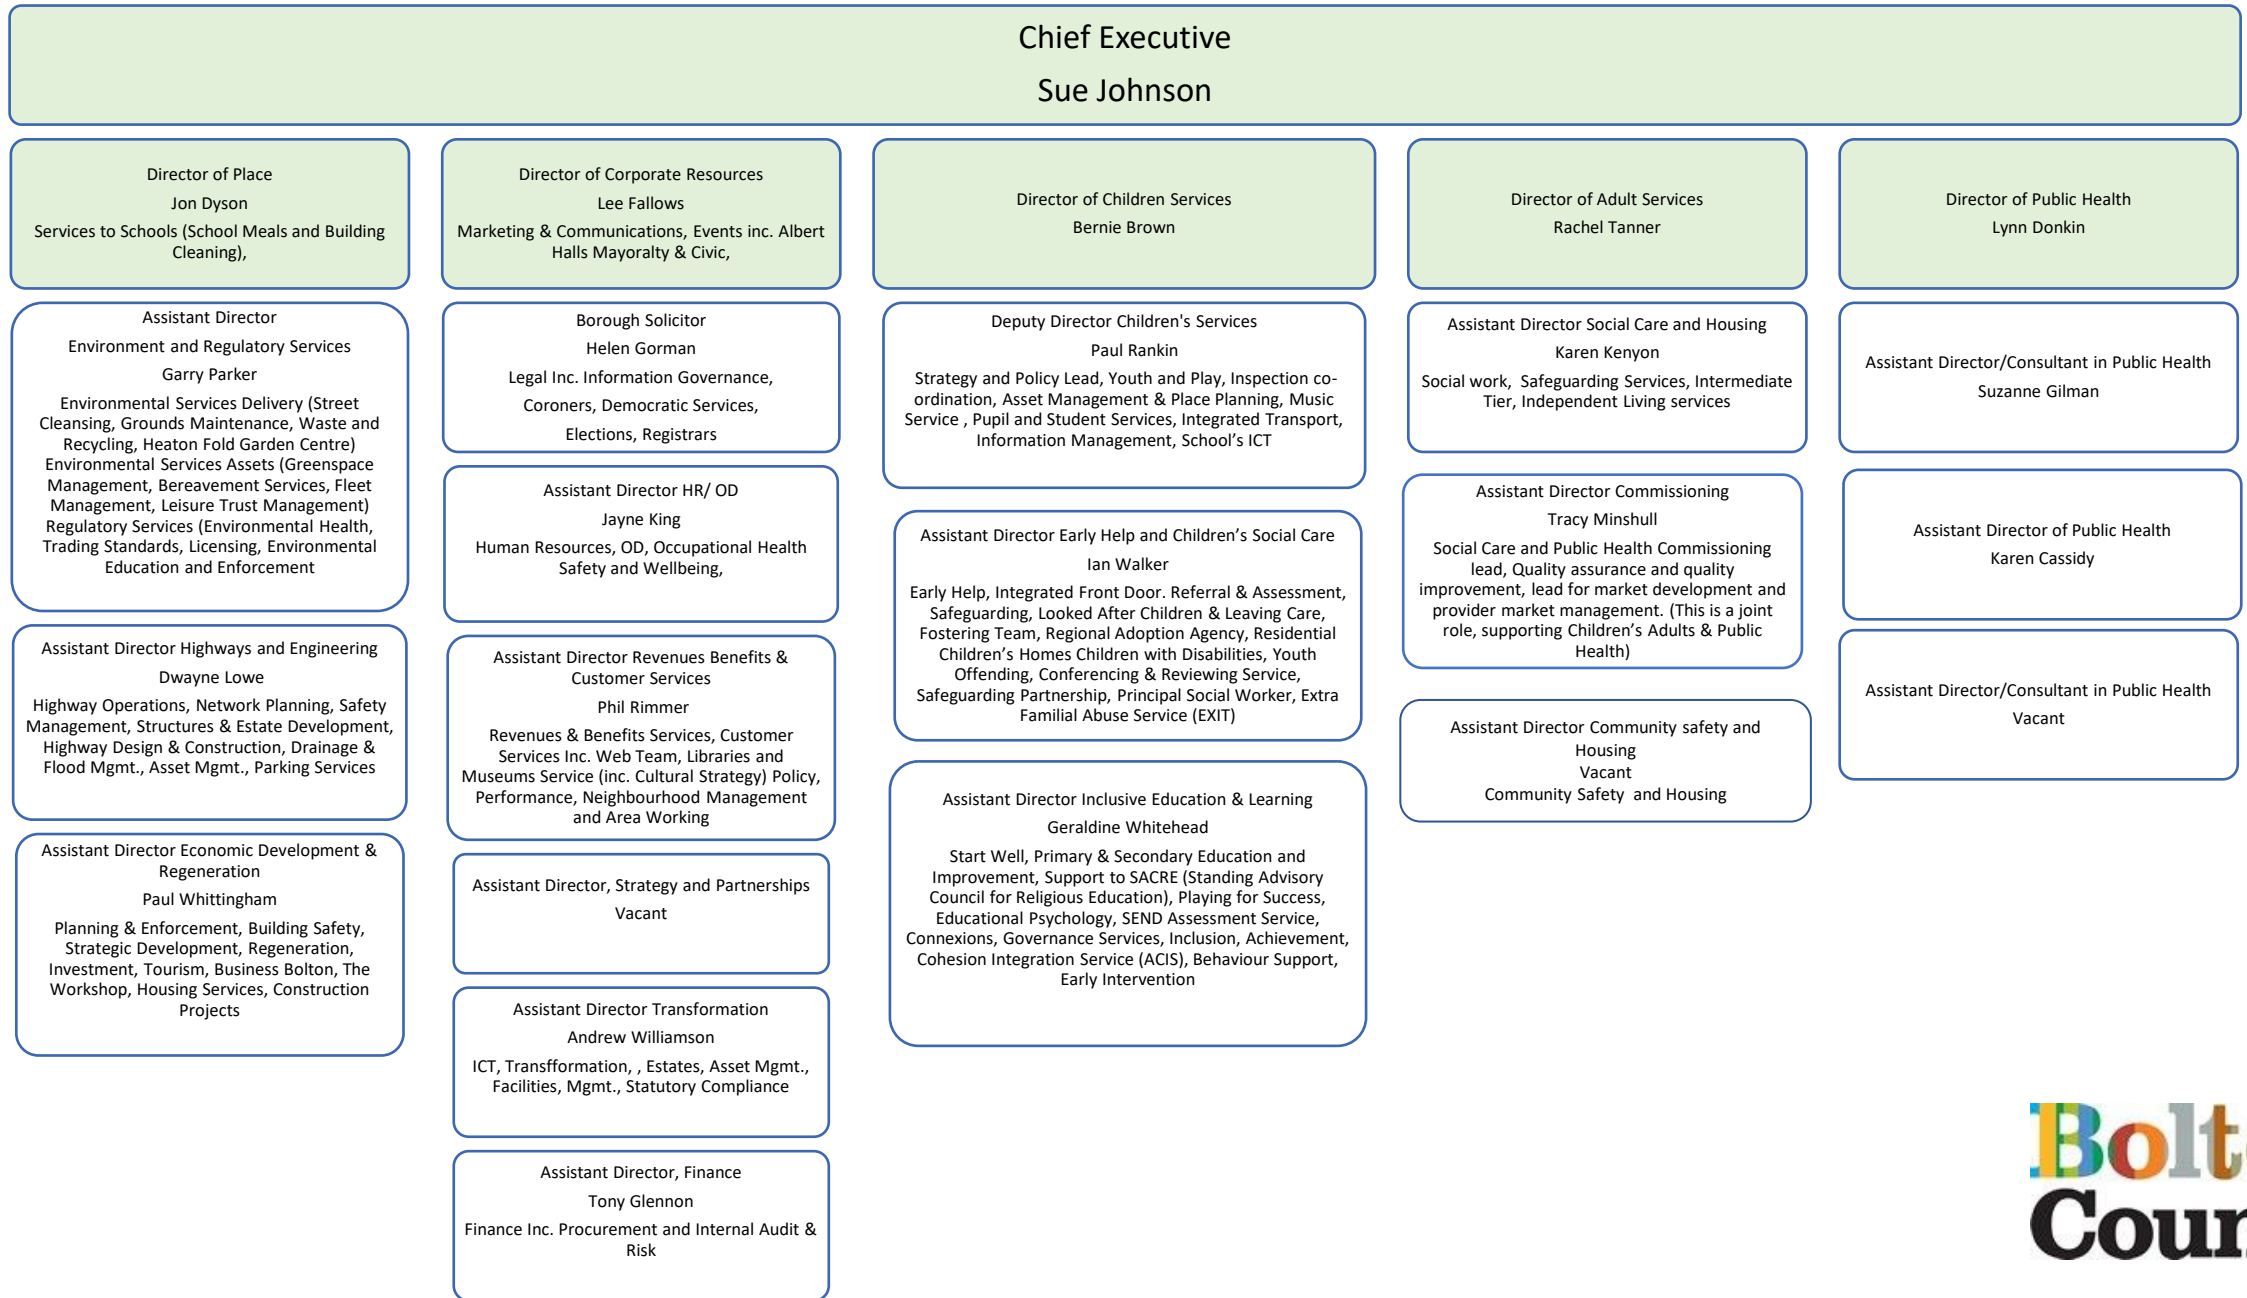 Chief Executive
Sue Johnson
Director of Place
Jon Dyson
Services to Schools (School Meals and Building
Cleaning),
Assistant Director
Environment and Regulatory Services
Garry Parker
Environmental Services Delivery (Street
Cleansing, Grounds Maintenance, Waste and
Recycling, Heaton Fold Garden Centre)
Environmental Services Assets (Greenspace
Management, Bereavement Services, Fleet
Management, Leisure Trust Management)
Regulatory Services (Environmental Health,
Trading Standards, Licensing, Environmental
Education and Enforcement
Assistant Director Highways and Engineering
Dwayne Lowe
Highway Operations, Network Planning, Safety
Management, Structures & Estate Development,
Highway Design & Construction, Drainage &
Flood Mgmt., Asset Mgmt., Parking Services
Assistant Director Economic Development &
Regeneration
Paul Whittingham
Planning & Enforcement, Building Safety,
Strategic Development, Regeneration,
Investment, Tourism, Business Bolton, The
Workshop, Housing Services, Construction
Projects
Director of Corporate Resources
Lee Fallows
Marketing & Communications, Events inc. Albert
Halls Mayoralty & Civic,
Borough Solicitor
Helen Gorman
Legal Inc. Information Governance,
Coroners, Democratic Services,
Elections, Registrars
Assistant Director HR/ OD
Jayne King
Human Resources, OD, Occupational Health
Safety and Wellbeing,
Assistant Director Revenues Benefits &
Customer Services
Phil Rimmer
Revenues & Benefits Services, Customer
Services Inc. Web Team, Libraries and
Museums Service (inc. Cultural Strategy) Policy,
Performance, Neighbourhood Management
and Area Working
Assistant Director, Strategy and Partnerships
Vacant
Assistant Director Transformation
Andrew Williamson
ICT, Transfformation, , Estates, Asset Mgmt.,
Facilities, Mgmt., Statutory Compliance
Assistant Director, Finance
Tony Glennon
Finance Inc. Procurement and Internal Audit &
Risk
Director of Children Services
Bernie Brown
Deputy Director Children's Services
Paul Rankin
Strategy and Policy Lead, Youth and Play, Inspection co-
ordination, Asset Management & Place Planning, Music
Service , Pupil and Student Services, Integrated Transport,
Information Management, School’s ICT
Assistant Director Early Help and Children’s Social Care
Ian Walker
Early Help, Integrated Front Door. Referral & Assessment,
Safeguarding, Looked After Children & Leaving Care,
Fostering Team, Regional Adoption Agency, Residential
Children’s Homes Children with Disabilities, Youth
Offending, Conferencing & Reviewing Service,
Safeguarding Partnership, Principal Social Worker, Extra
Familial Abuse Service (EXIT)
Assistant Director Inclusive Education & Learning
Geraldine Whitehead
Start Well, Primary & Secondary Education and
Improvement, Support to SACRE (Standing Advisory
Council for Religious Education), Playing for Success,
Educational Psychology, SEND Assessment Service,
Connexions, Governance Services, Inclusion, Achievement,
Cohesion Integration Service (ACIS), Behaviour Support,
Early Intervention
Director of Adult Services
Rachel Tanner
Assistant Director Social Care and Housing
Karen Kenyon
Social work, Safeguarding Services, Intermediate
Tier, Independent Living services
Assistant Director Commissioning
Tracy Minshull
Social Care and Public Health Commissioning
lead, Quality assurance and quality
improvement, lead for market development and
provider market management. (This is a joint
role, supporting Children’s Adults & Public
Health)
Assistant Director Community safety and
Housing
Vacant
Community Safety and Housing
Director of Public Health
Lynn Donkin
Assistant Director/Consultant in Public Health
Suzanne Gilman
Assistant Director of Public Health
Karen Cassidy
Assistant Director/Consultant in Public Health
Vacant
Bolt
Coun